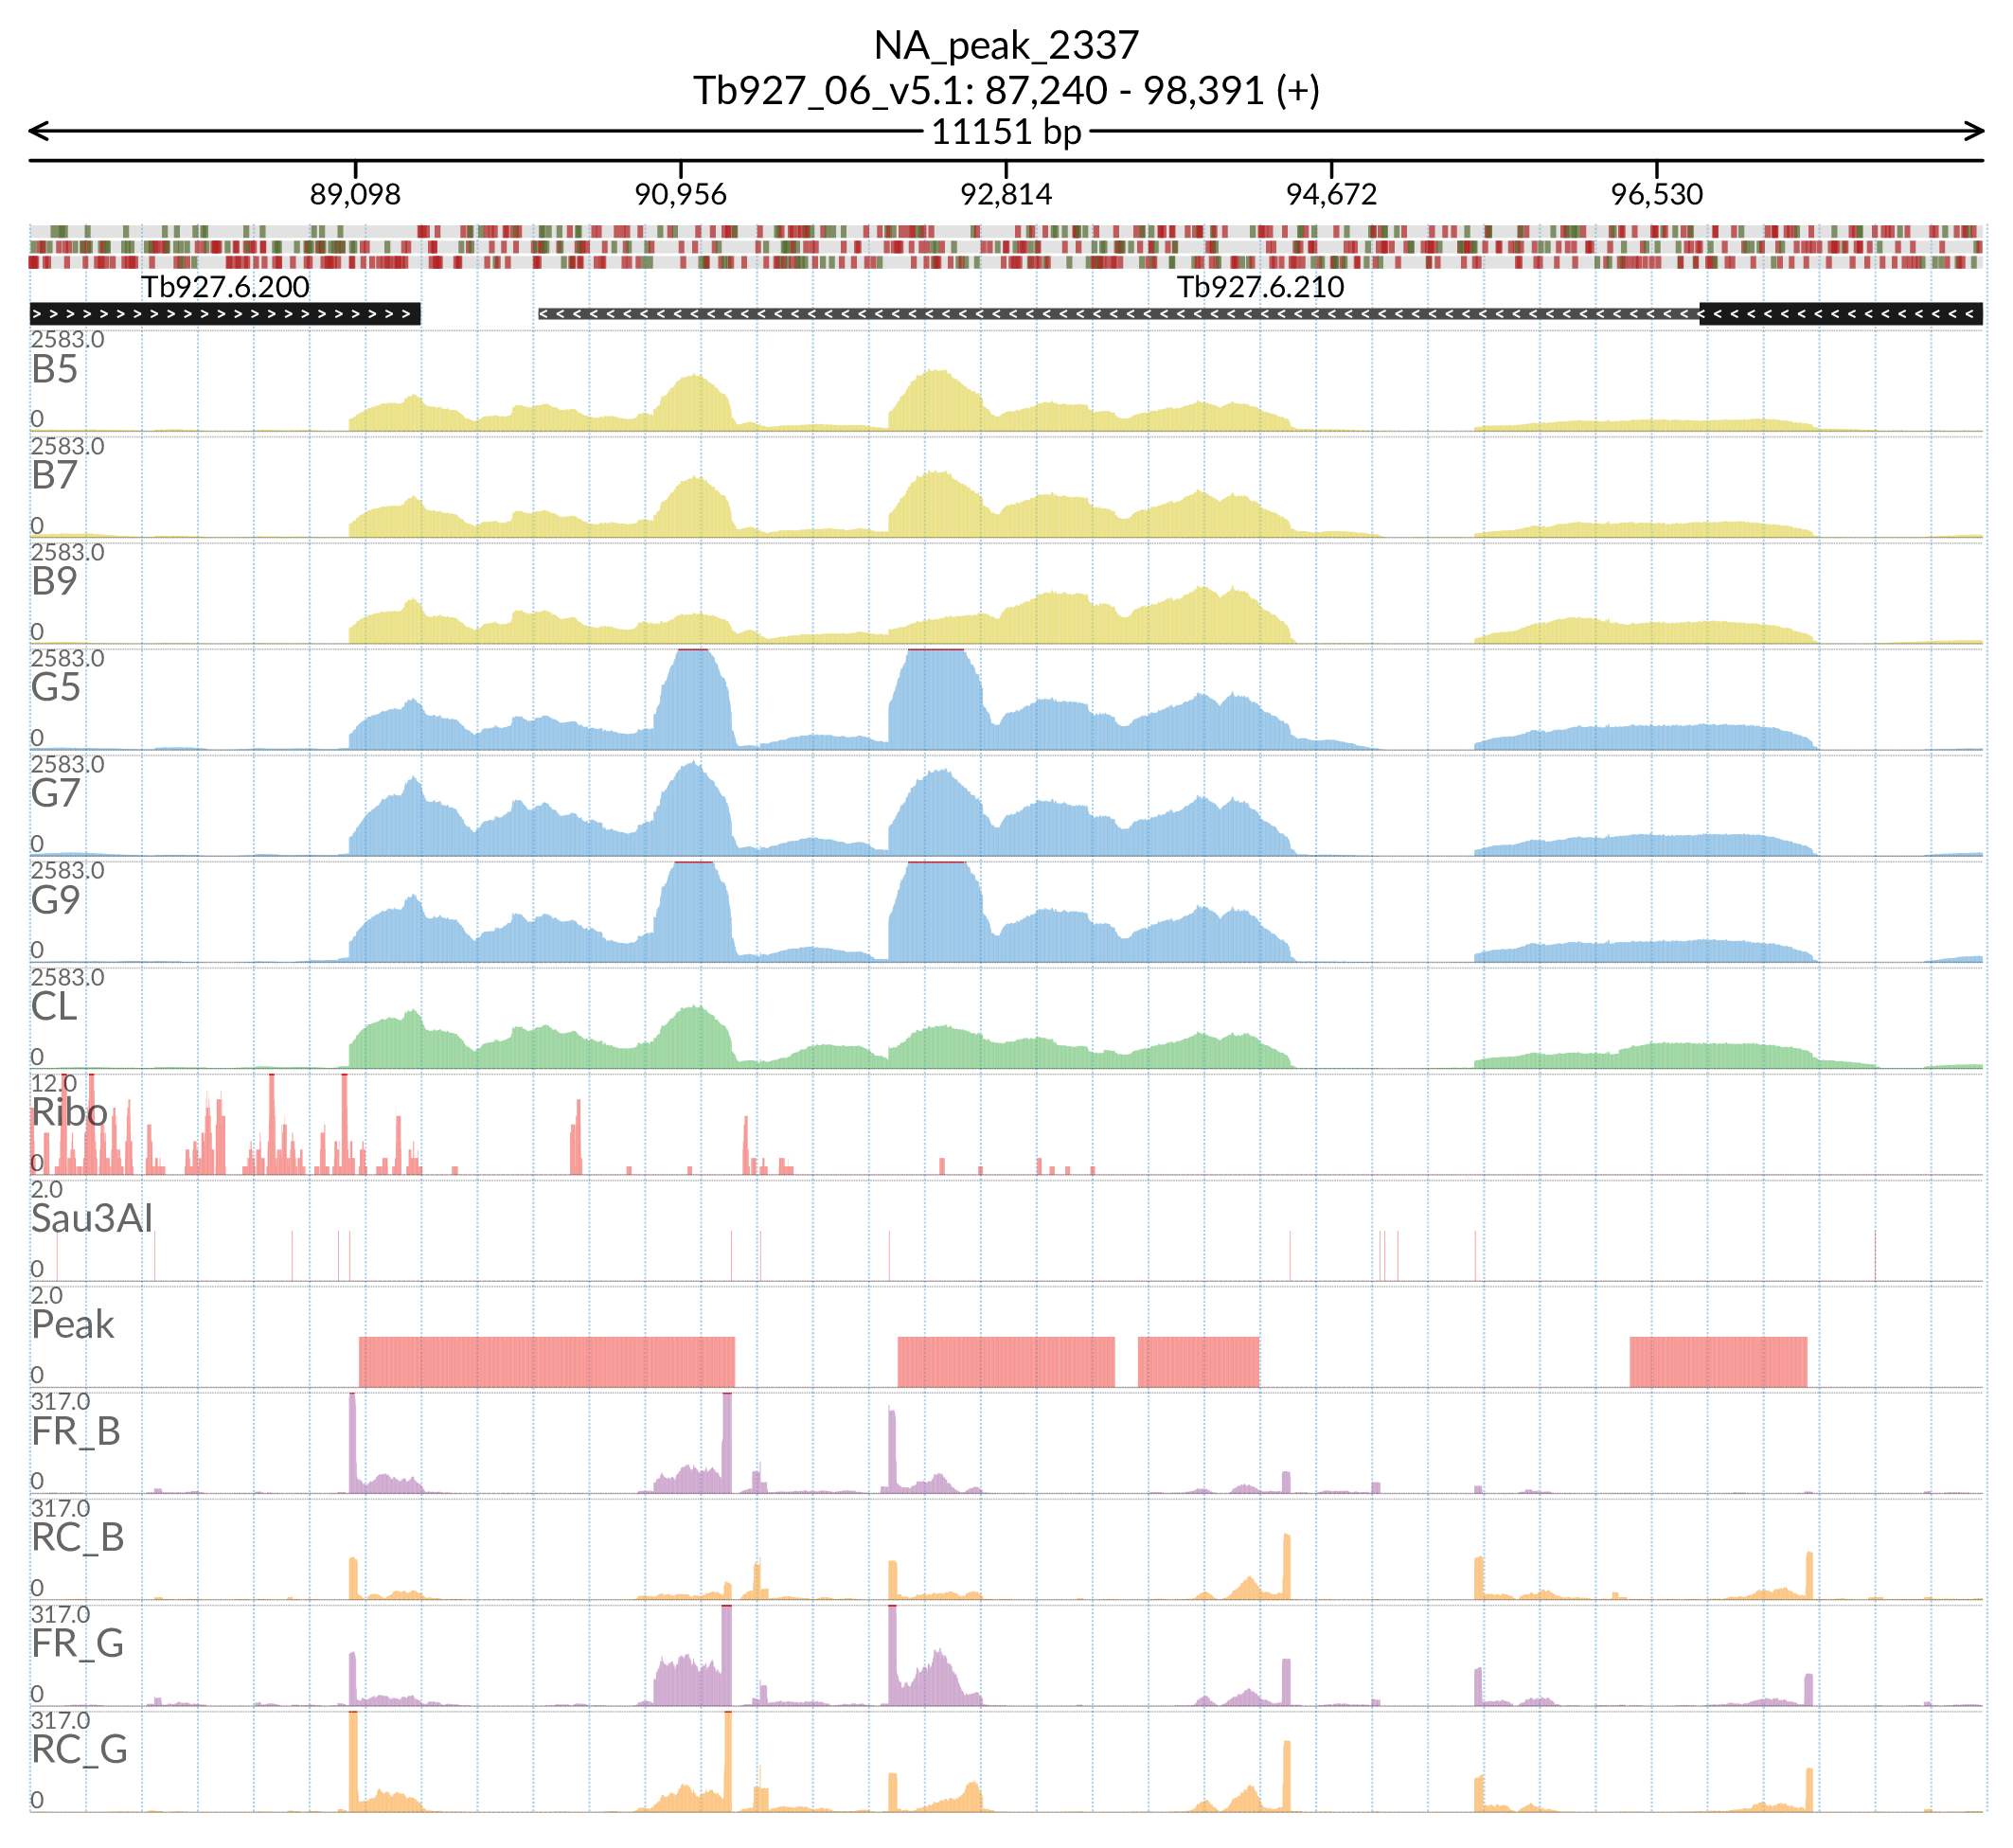 NA_peak_2337
Tb927_06_v5.1: 87,240 - 98,391 (+)
11151 bp
89,098 90,956 92,814 94,672 96,530
Tb927.6.200 Tb927.6.210
2583.0
B5
0
2583.0
B7
0
2583.0
B9
0
2583.0
G5
0
2583.0
G7
0
2583.0
G9
0
2583.0
CL
0
12.0
Ribo
0
2.0
Sau3AI
0
2.0
Peak
0
317.0
FR_B
0
317.0
RC_B
0
317.0
FR_G
0
317.0
RC_G
0